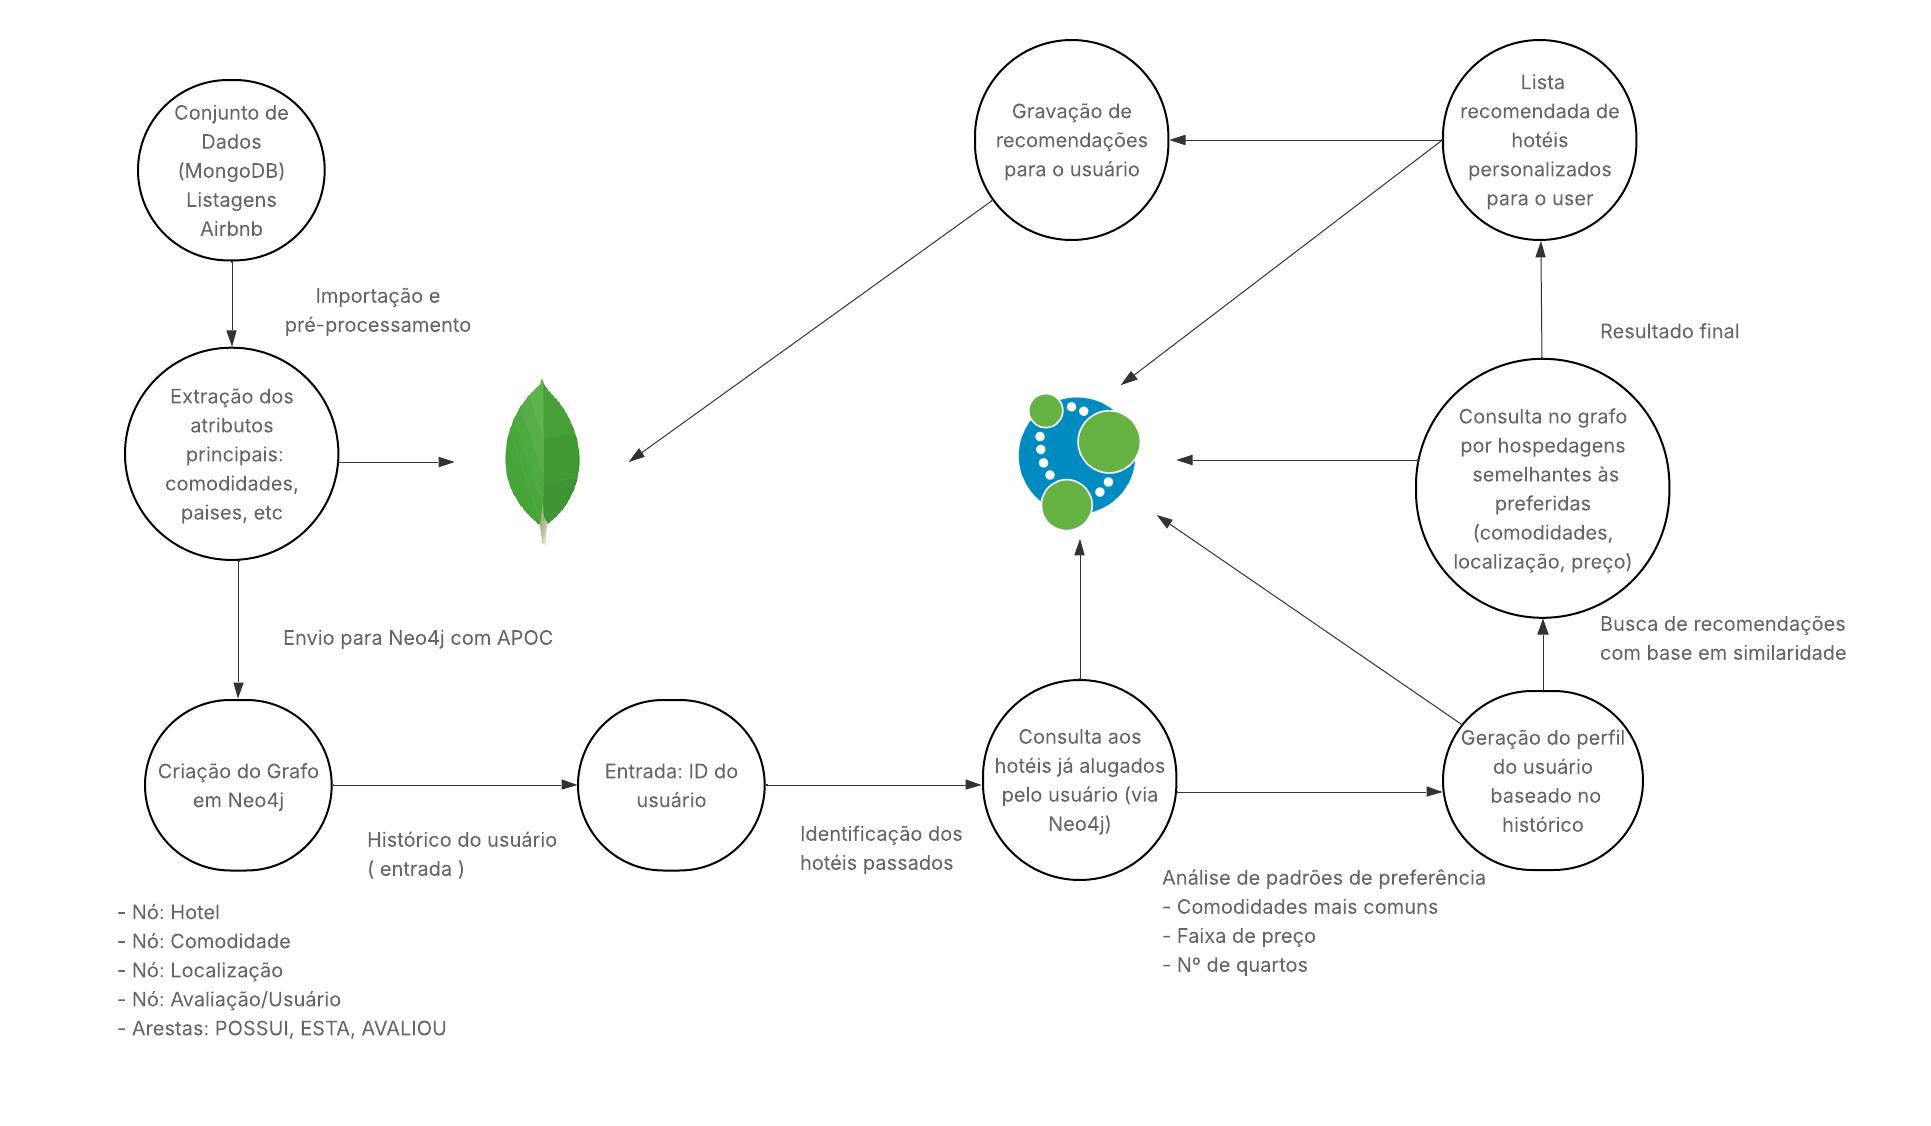 Conjunto de
Dados
(MongoDB)
Listagens
Airbnb
Importação e
pré-processamento
Extração dos
atributos
principais:
comodidades,
paises, etc
Envio para Neo4j com APOC
Criação do Grafo
em Neo4j
Histórico do usuário
( entrada )
- Nó: Hotel
- Nó: Comodidade
- Nó: Localização
- Nó: Avaliação/Usuário
- Arestas: POSSUI, ESTA, AVALIOU
Entrada: ID do
usuário
Identificação dos
hotéis passados
Consulta aos
hotéis já alugados
pelo usuário (via
Neo4j)
Análise de padrões de preferência
- Comodidades mais comuns
- Faixa de preço
- Nº de quartos
Geração do perfil
do usuário
baseado no
histórico
Busca de recomendações
com base em similaridade
Consulta no grafo
por hospedagens
semelhantes às
preferidas
(comodidades,
localização, preço)
Resultado final
Lista
recomendada de
hotéis
personalizados
para o user
Gravação de
recomendações
para o usuário